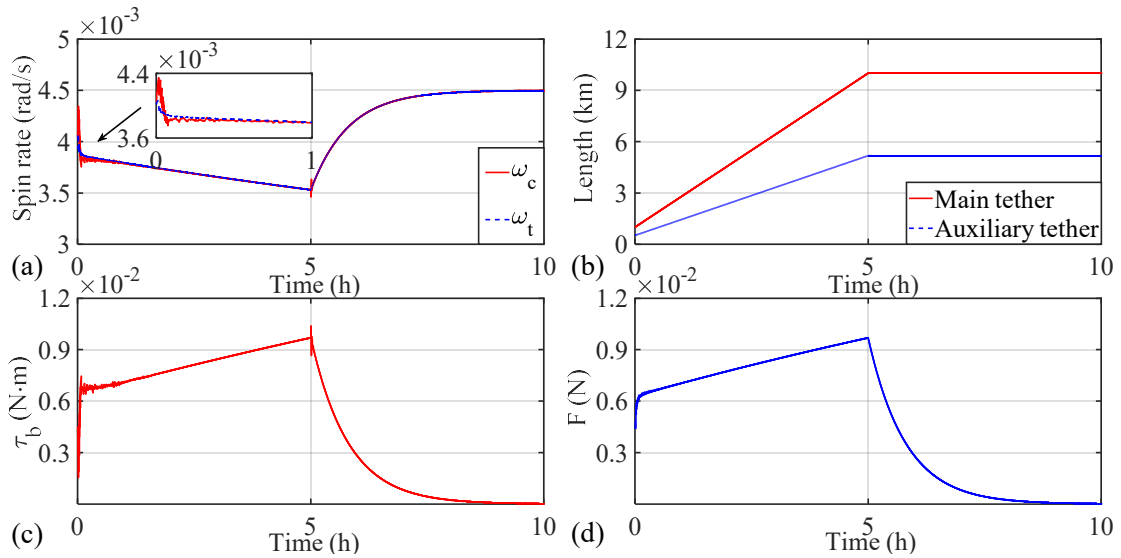 ×10⁻³
5
4.5
4
3.5
3
Spin rate (rad/s)
×10⁻³
4.4
3.6
0 1
ω_c
ω_t
0 5 10
Time (h)
(a)
12
9
6
3
0
Length (km)
Main tether
Auxiliary tether
0 5 10
Time (h)
(b)
×10⁻²
1.2
0.9
0.6
0.3
τ_b (N·m)
0 5 10
Time (h)
(c)
×10⁻²
1.2
0.9
0.6
0.3
F (N)
0 5 10
Time (h)
(d)